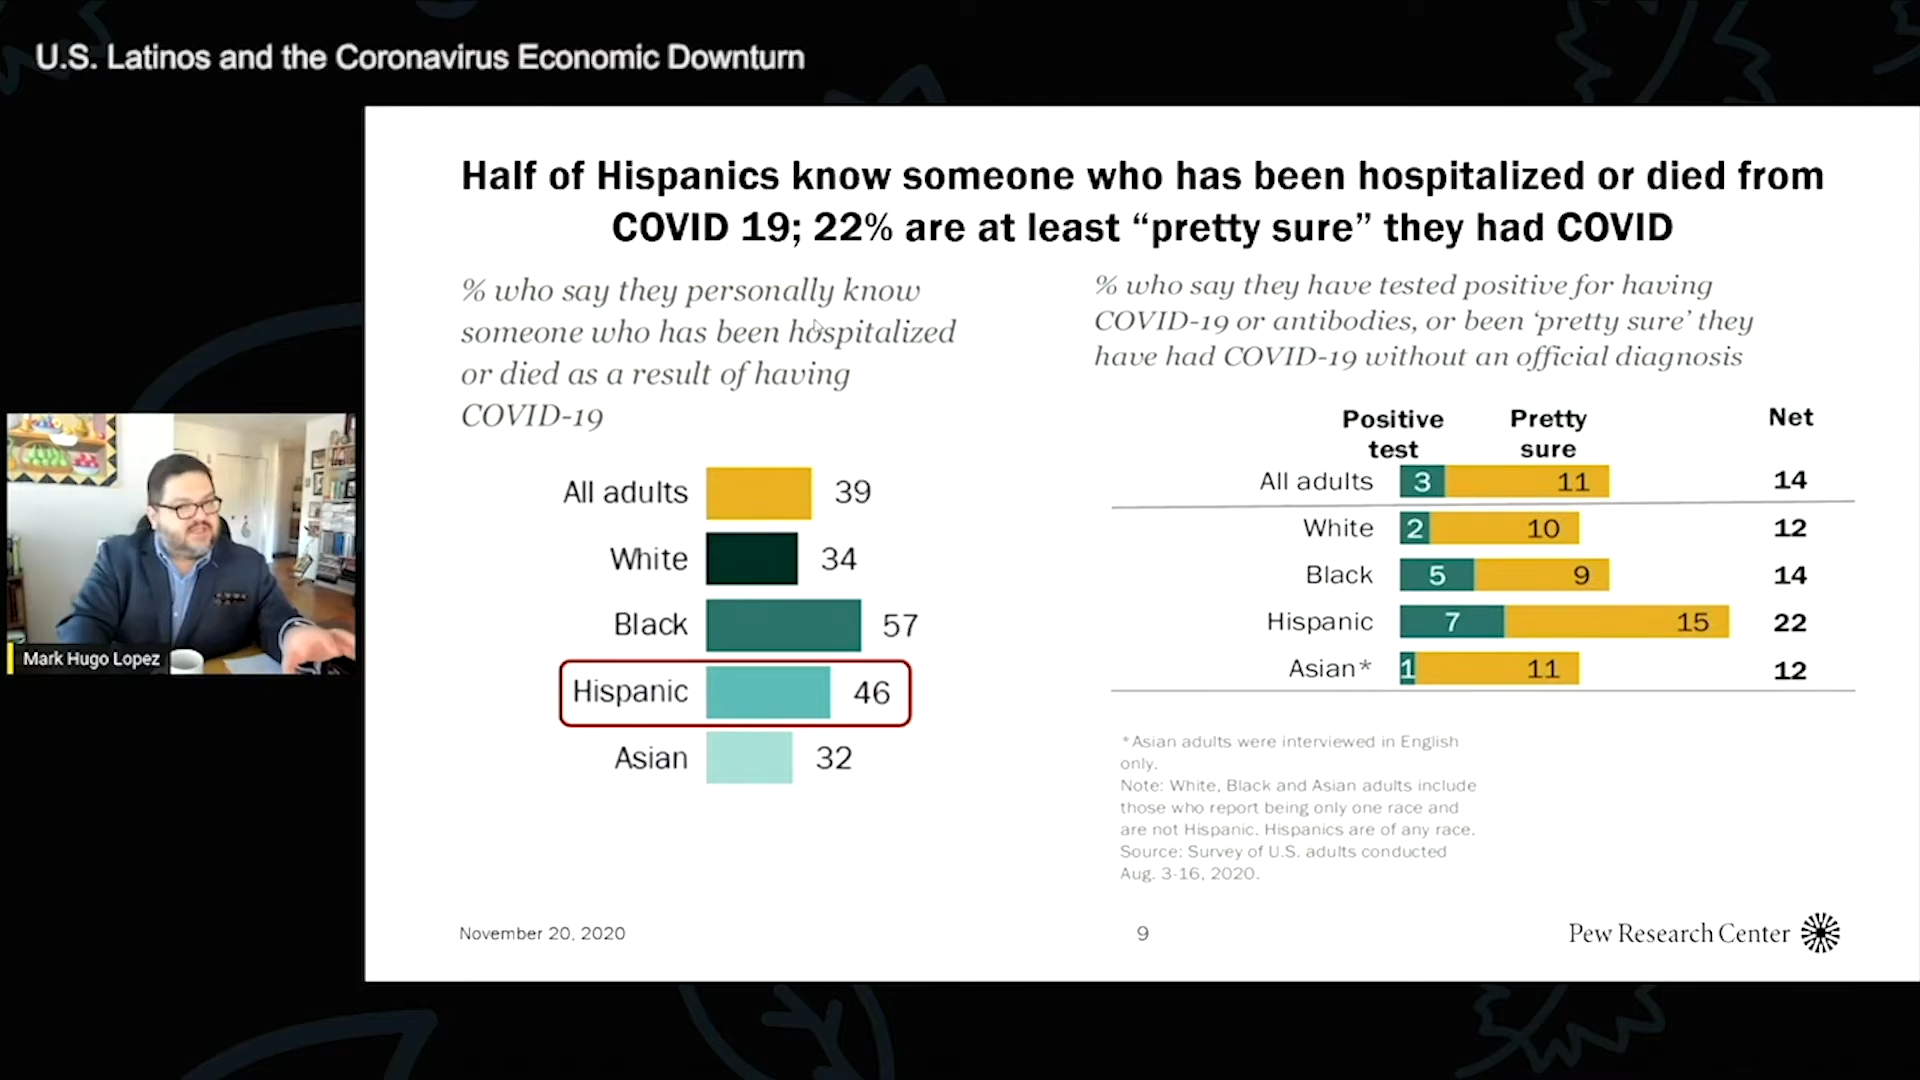 U.S. Latinos and the Coronavirus Economic Downturn
Half of Hispanics know someone who has been hospitalized or died from
COVID 19; 22% are at least “pretty sure” they had COVID
% who say they personally know
someone who has been hospitalized
or died as a result of having
COVID-19
All adults 39
White 34
Black 57
Hispanic 46
Asian 32
% who say they have tested positive for having
COVID-19 or antibodies, or been ‘pretty sure’ they
have had COVID-19 without an official diagnosis
Positive test Pretty sure Net
All adults 3 11 14
White 2 10 12
Black 5 9 14
Hispanic 7 15 22
Asian* 1 11 12
*Asian adults were interviewed in English
only.
Note: White, Black and Asian adults include
those who report being only one race and
are not Hispanic. Hispanics are of any race.
Source: Survey of U.S. adults conducted
Aug. 3-16, 2020.
Mark Hugo Lopez
November 20, 2020
9
Pew Research Center